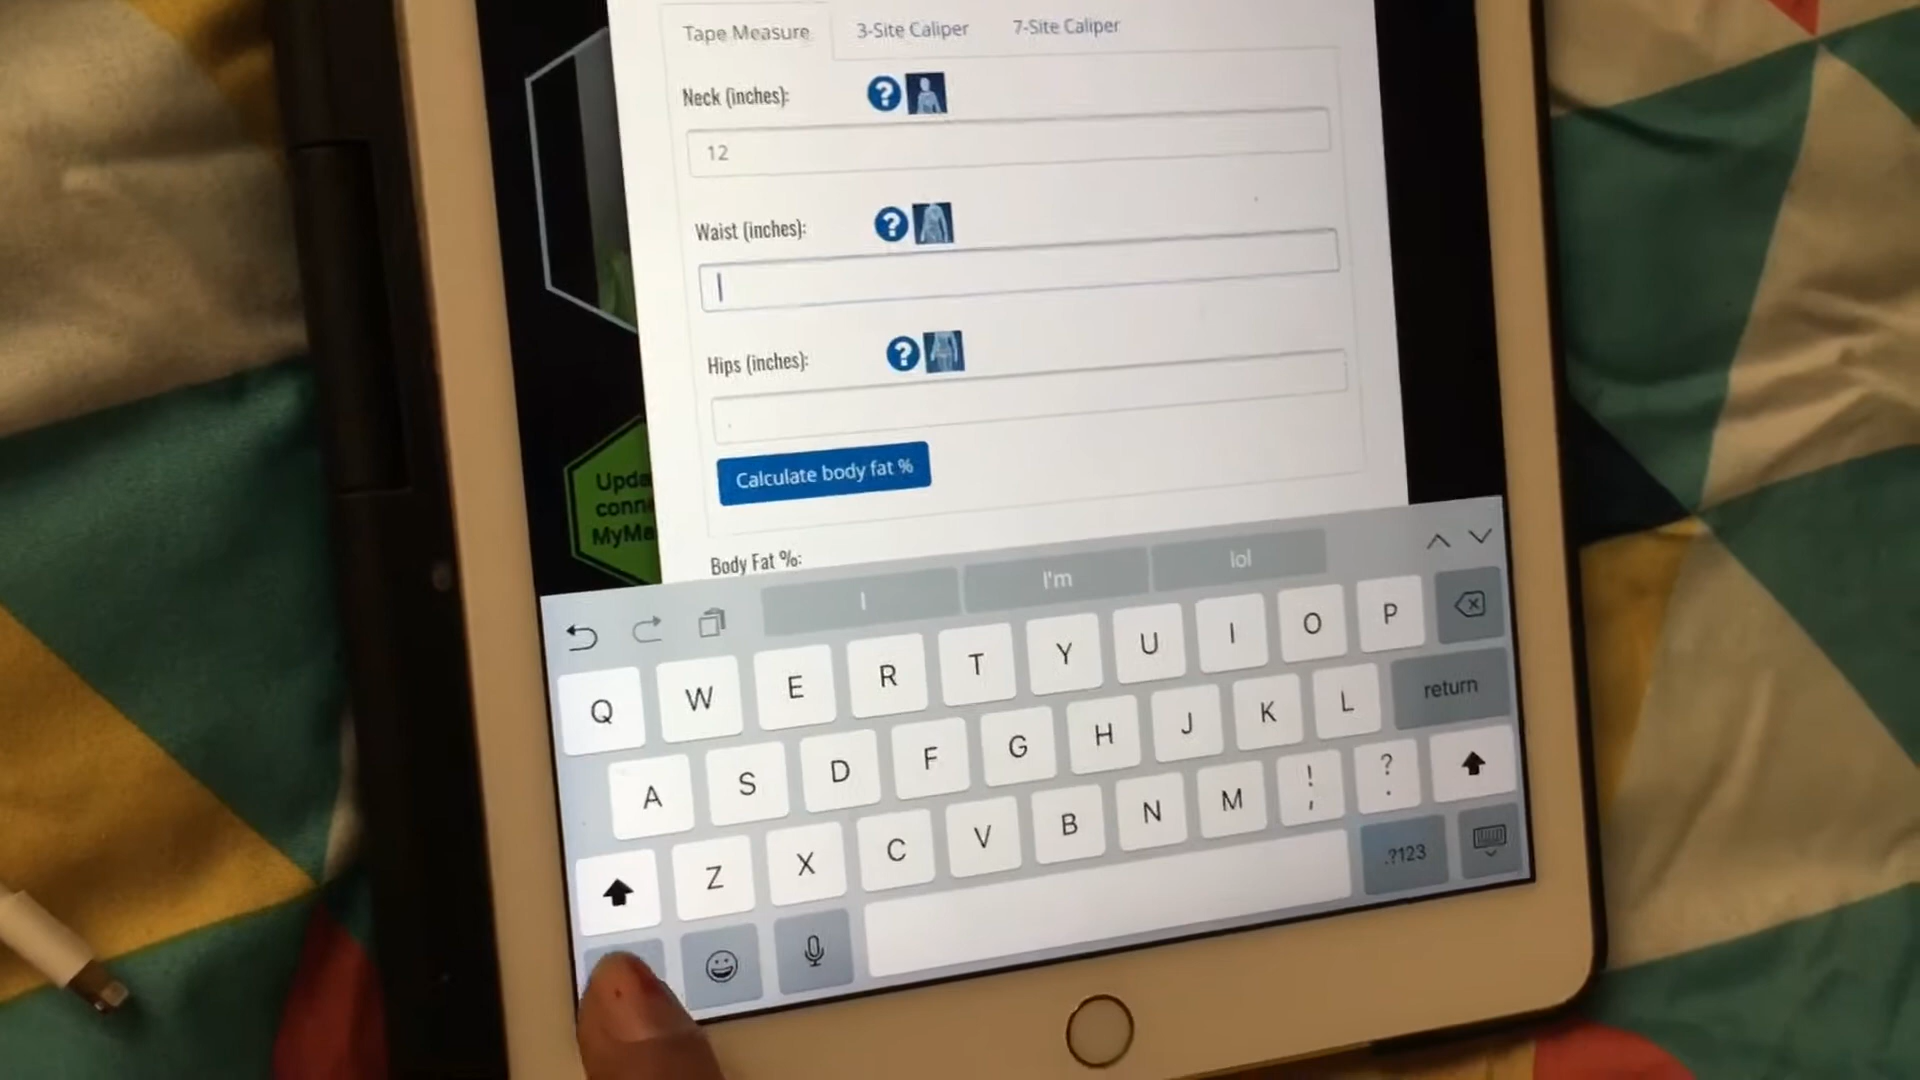 Tape Measure 3-Site Caliper 7-Site Caliper
Neck (inches): ?
12
Waist (inches): ?
Hips (inches): ?
Calculate body fat %
Upda
conn
MyMa
Body Fat %:
I I'm lol
Q W E R T Y U I O P
A S D F G H J K L return
Z X C V B N M ! , ? .
.?123